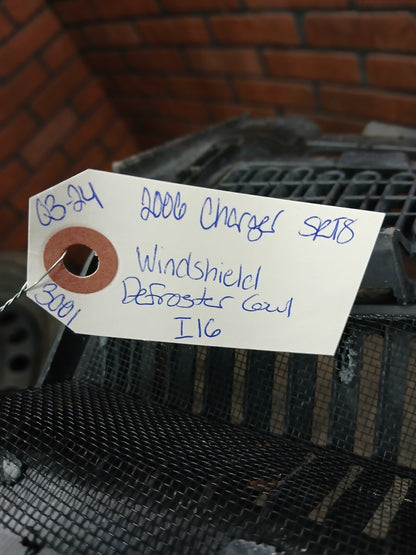 03-24
2006 Charger SRT8
Windshield
Defroster Cowl
I16
3001